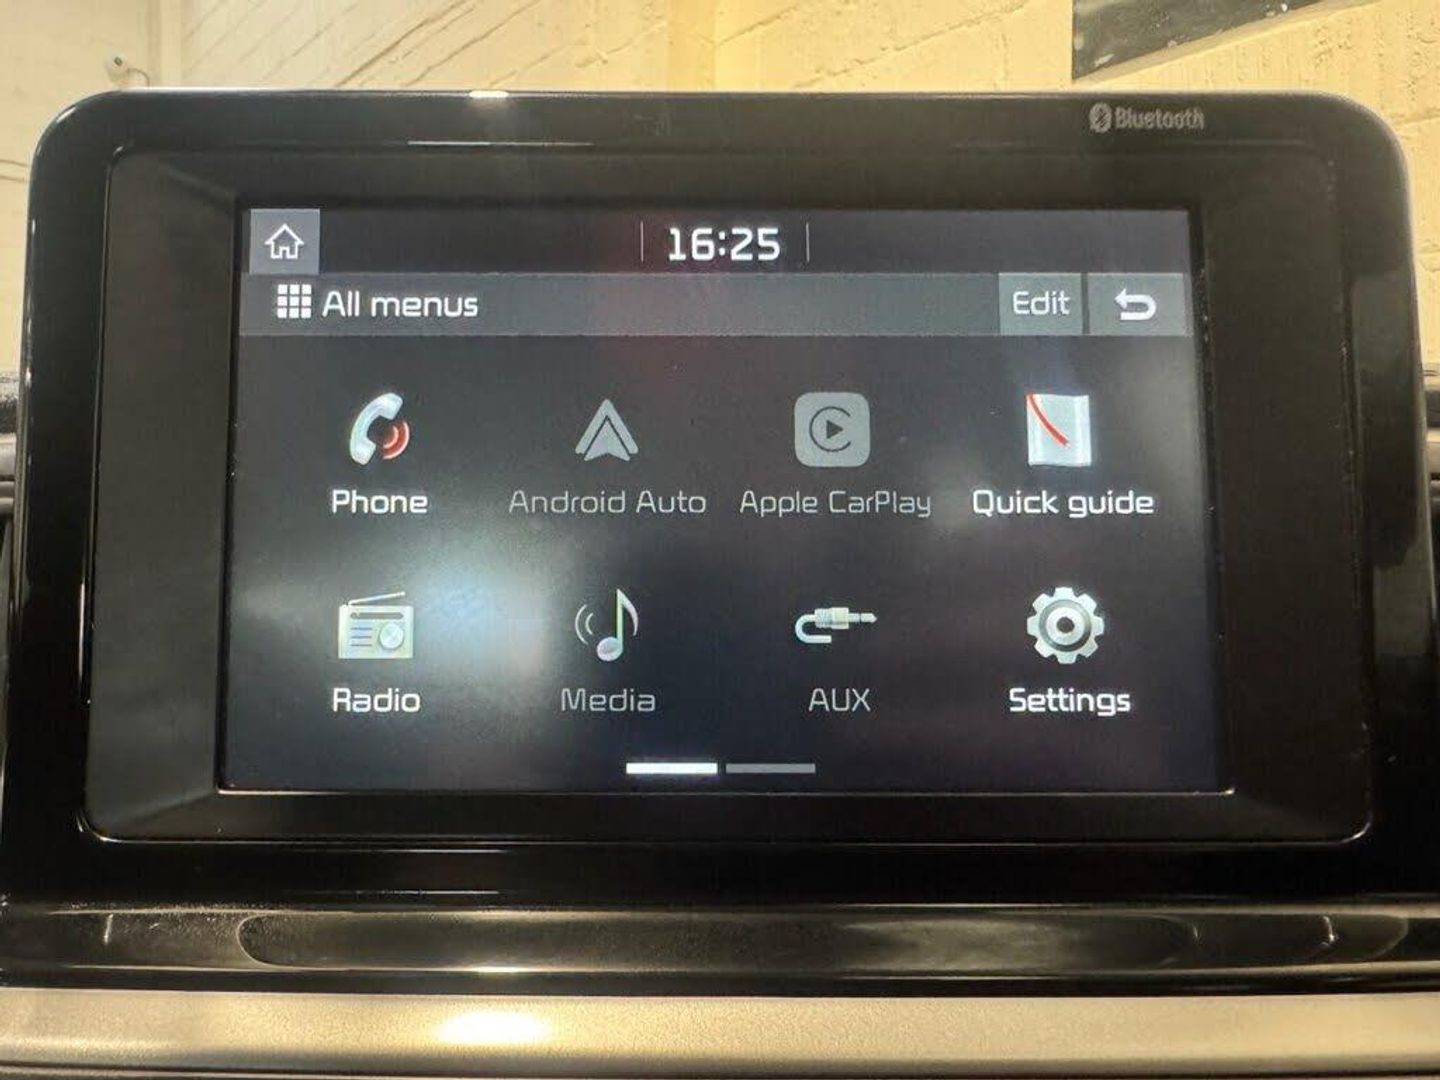 Bluetooth
16:25
All menus
Edit
Phone
Android Auto
Apple CarPlay
Quick guide
Radio
Media
AUX
Settings